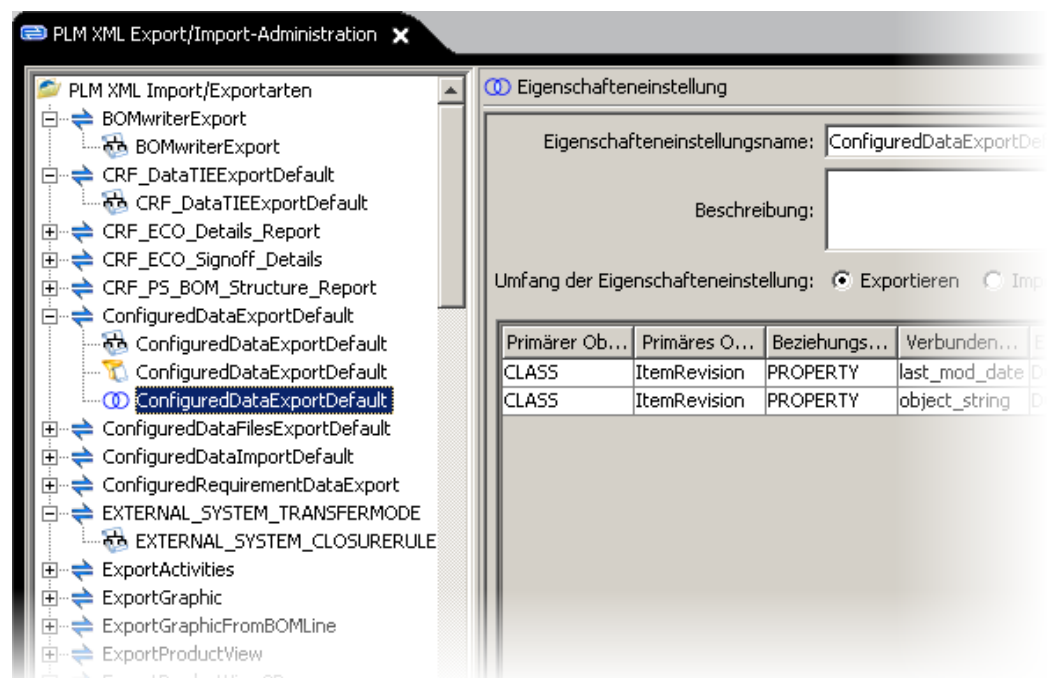 PLM XML Export/Import-Administration
PLM XML Import/Exportarten
BOMwriterExport
BOMwriterExport
CRF_DataTIEExportDefault
CRF_DataTIEExportDefault
CRF_ECO_Details_Report
CRF_ECO_Signoff_Details
CRF_PS_BOM_Structure_Report
ConfiguredDataExportDefault
ConfiguredDataExportDefault
ConfiguredDataExportDefault
ConfiguredDataExportDefault
ConfiguredDataFilesExportDefault
ConfiguredDataImportDefault
ConfiguredRequirementDataExport
EXTERNAL_SYSTEM_TRANSFERMODE
EXTERNAL_SYSTEM_CLOSURERULE
ExportActivities
ExportGraphic
ExportGraphicFromBOMLine
ExportProductView
Eigenschafteneinstellung
Eigenschafteneinstellungsname: ConfiguredDataExportDef
Beschreibung:
Umfang der Eigenschafteneinstellung: Exportieren Imp
Primärer Ob... Primäres O... Beziehungs... Verbunden...
CLASS ItemRevision PROPERTY last_mod_date
CLASS ItemRevision PROPERTY object_string